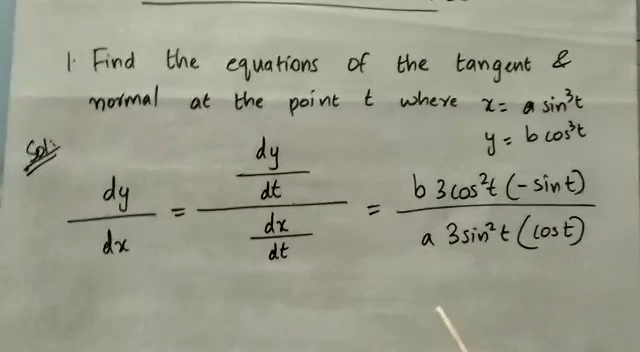 1. Find the equations of the tangent &
normal at the point t where x = a sin³t
y = b cos³t
Sol:
dy/dx = (dy/dt)/(dx/dt) = b 3cos²t (-sint) / a 3sin²t (cost)